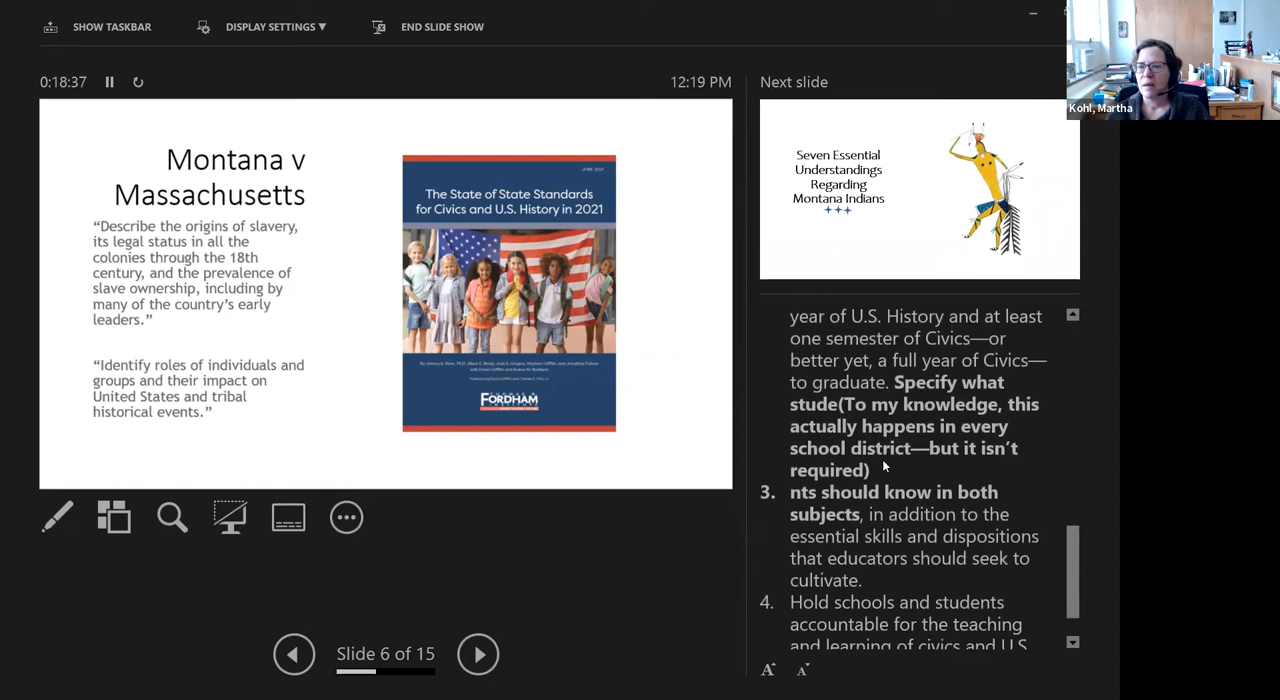 SHOW TASKBAR
DISPLAY SETTINGS ▼
END SLIDE SHOW
0:18:37
12:19 PM
Next slide
Kohl, Martha
Montana v
Massachusetts
“Describe the origins of slavery,
its legal status in all the
colonies through the 18th
century, and the prevalence of
slave ownership, including by
many of the country’s early
leaders.”
“Identify roles of individuals and
groups and their impact on
United States and tribal
historical events.”
JUNE 2021
The State of State Standards
for Civics and U.S. History in 2021
FORDHAM
INSTITUTE
Seven Essential
Understandings
Regarding
Montana Indians
year of U.S. History and at least
one semester of Civics—or
better yet, a full year of Civics—
to graduate. Specify what
stude(To my knowledge, this
actually happens in every
school district—but it isn’t
required)
3. nts should know in both
subjects, in addition to the
essential skills and dispositions
that educators should seek to
cultivate.
4. Hold schools and students
accountable for the teaching
and learning of civics and U.S.
Slide 6 of 15
A A